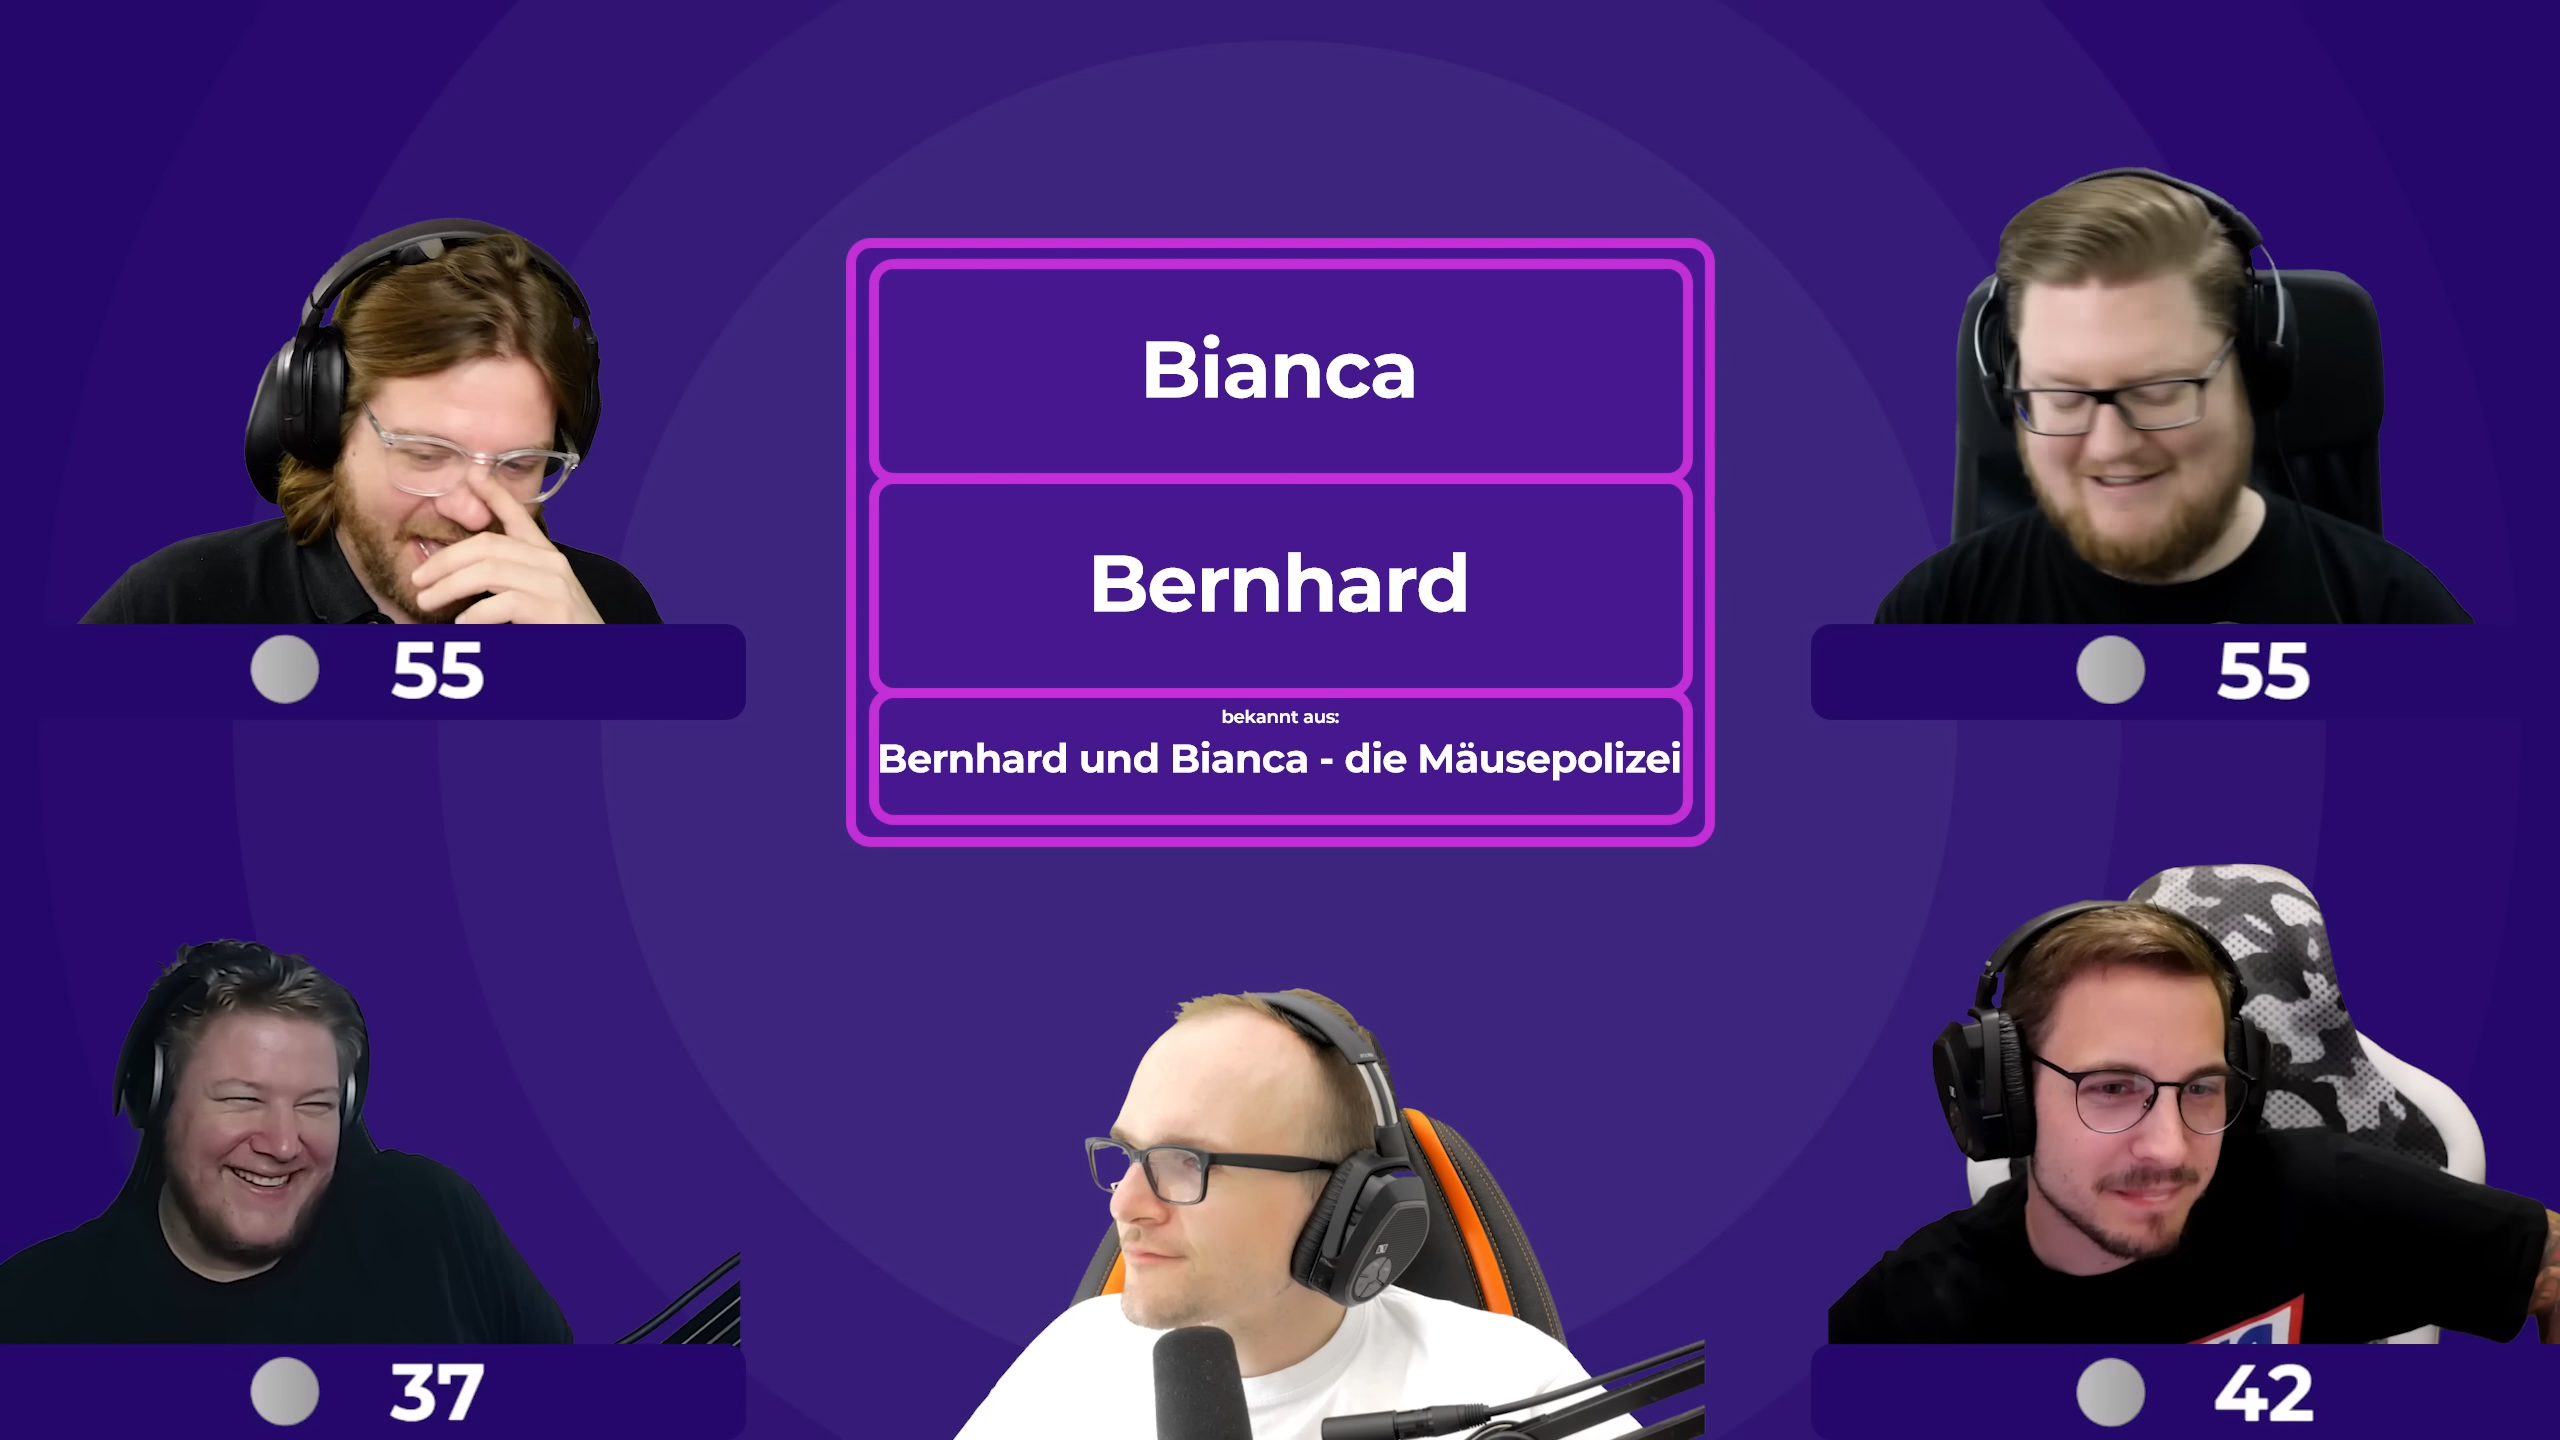 Bianca
Bernhard
bekannt aus:
Bernhard und Bianca - die Mäusepolizei
55
55
37
42